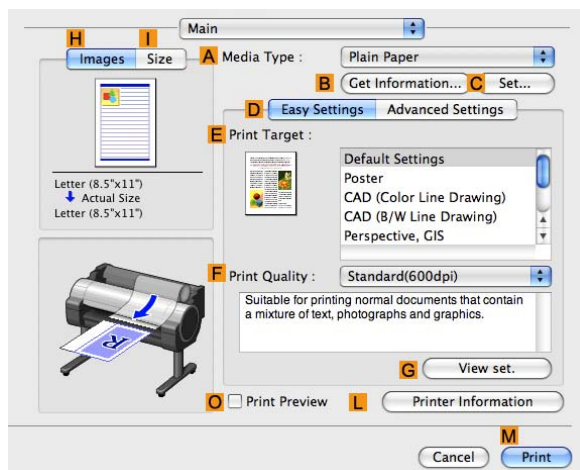 Main
H I
Images Size
A Media Type : Plain Paper
B Get Information... C Set...
D Easy Settings Advanced Settings
E Print Target :
Default Settings
Poster
CAD (Color Line Drawing)
CAD (B/W Line Drawing)
Perspective, GIS
Letter (8.5"x11")
Actual Size
Letter (8.5"x11")
F Print Quality : Standard(600dpi)
Suitable for printing normal documents that contain
a mixture of text, photographs and graphics.
R
G View set.
O Print Preview L Printer Information
M
Cancel Print